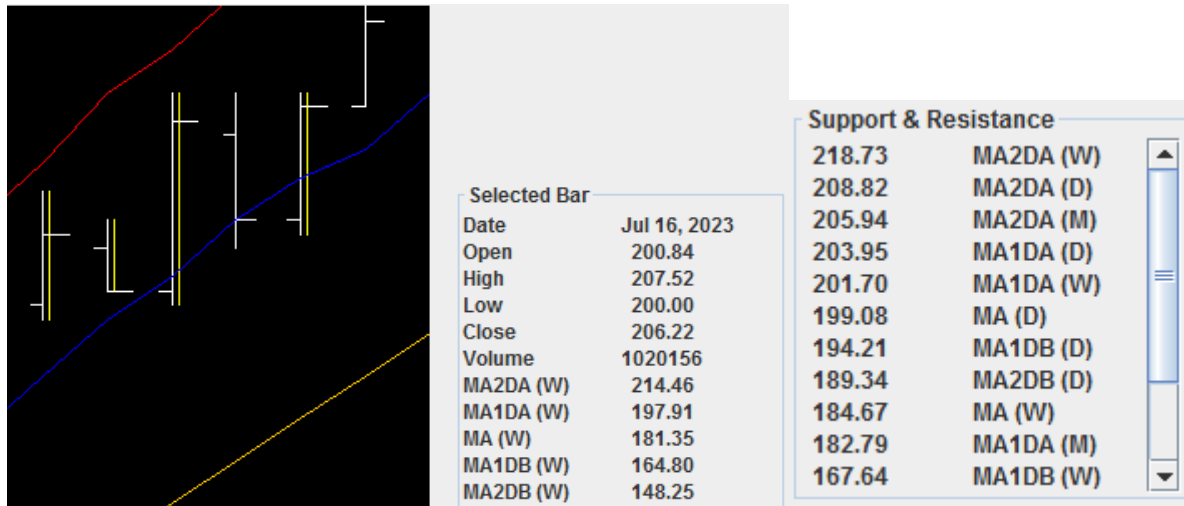 Selected Bar
Date Jul 16, 2023
Open 200.84
High 207.52
Low 200.00
Close 206.22
Volume 1020156
MA2DA (W) 214.46
MA1DA (W) 197.91
MA (W) 181.35
MA1DB (W) 164.80
MA2DB (W) 148.25
Support & Resistance
218.73 MA2DA (W)
208.82 MA2DA (D)
205.94 MA2DA (M)
203.95 MA1DA (D)
201.70 MA1DA (W)
199.08 MA (D)
194.21 MA1DB (D)
189.34 MA2DB (D)
184.67 MA (W)
182.79 MA1DA (M)
167.64 MA1DB (W)